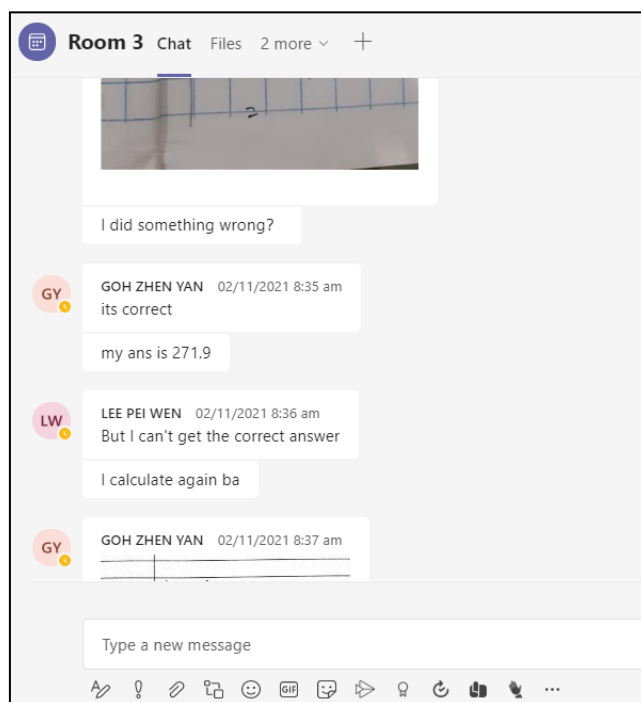 Room 3 Chat Files 2 more
I did something wrong?
GY
GOH ZHEN YAN 02/11/2021 8:35 am
its correct
my ans is 271.9
LW
LEE PEI WEN 02/11/2021 8:36 am
But I can't get the correct answer
I calculate again ba
GY
GOH ZHEN YAN 02/11/2021 8:37 am
Type a new message
GIF